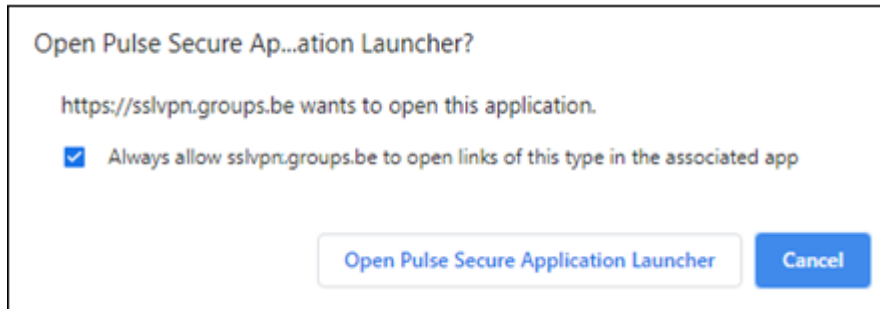 Open Pulse Secure Ap...ation Launcher?
https://sslvpn.groups.be wants to open this application.
Always allow sslvpn.groups.be to open links of this type in the associated app
Open Pulse Secure Application Launcher
Cancel